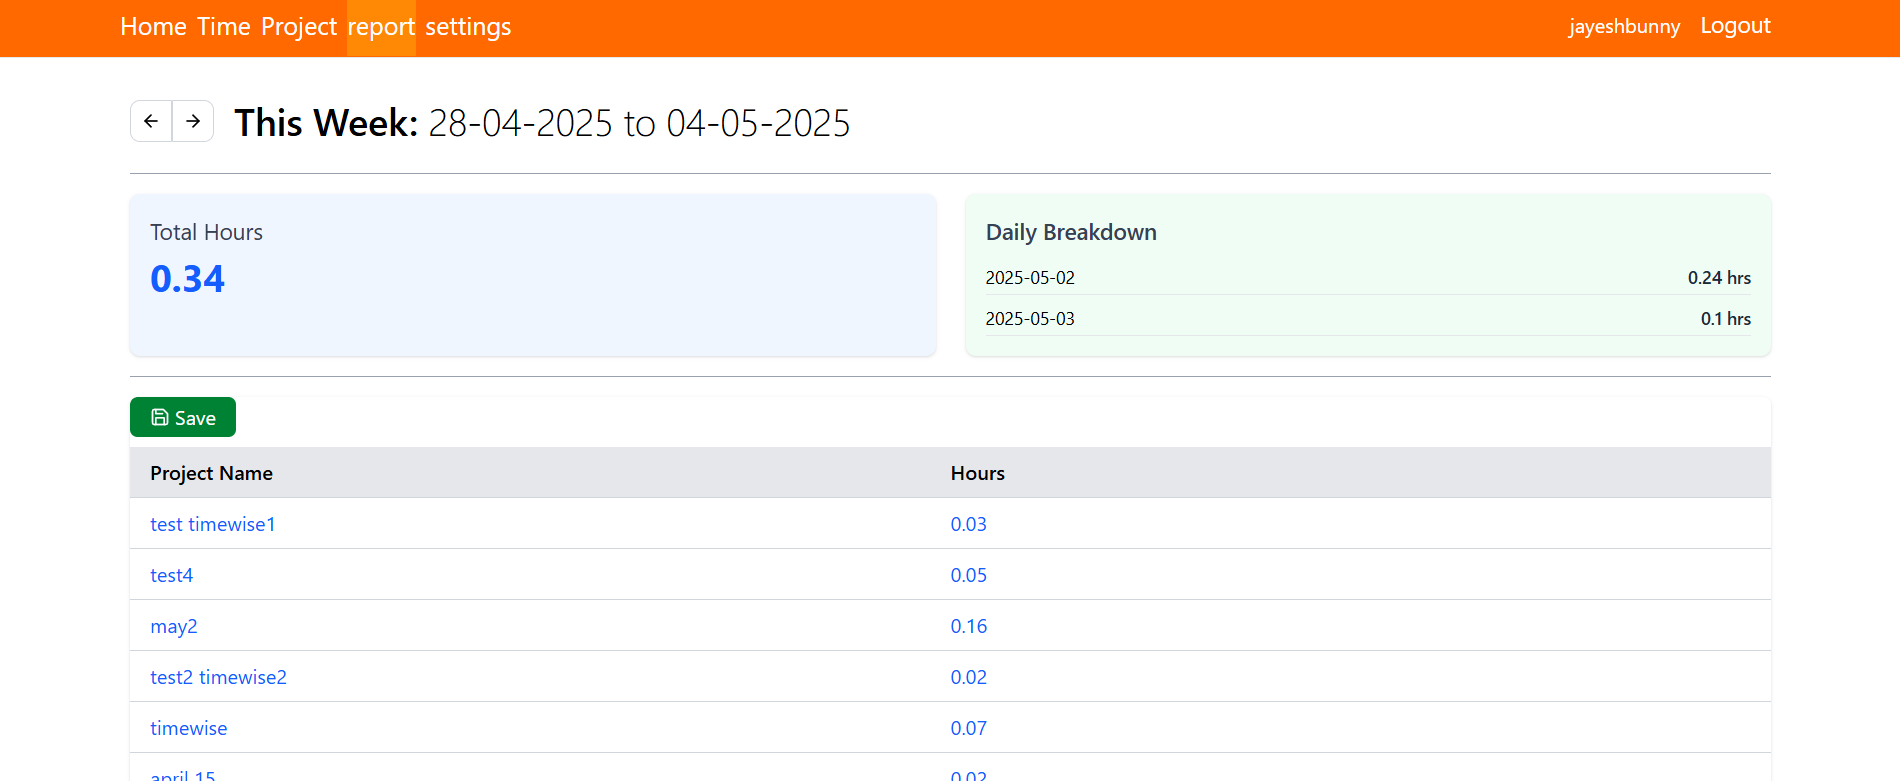 Home Time Project report settings jayeshbunny Logout
This Week: 28-04-2025 to 04-05-2025
Total Hours
0.34
Daily Breakdown
2025-05-02 0.24 hrs
2025-05-03 0.1 hrs
Save
Project Name Hours
test timewise1 0.03
test4 0.05
may2 0.16
test2 timewise2 0.02
timewise 0.07
april 15 0.02